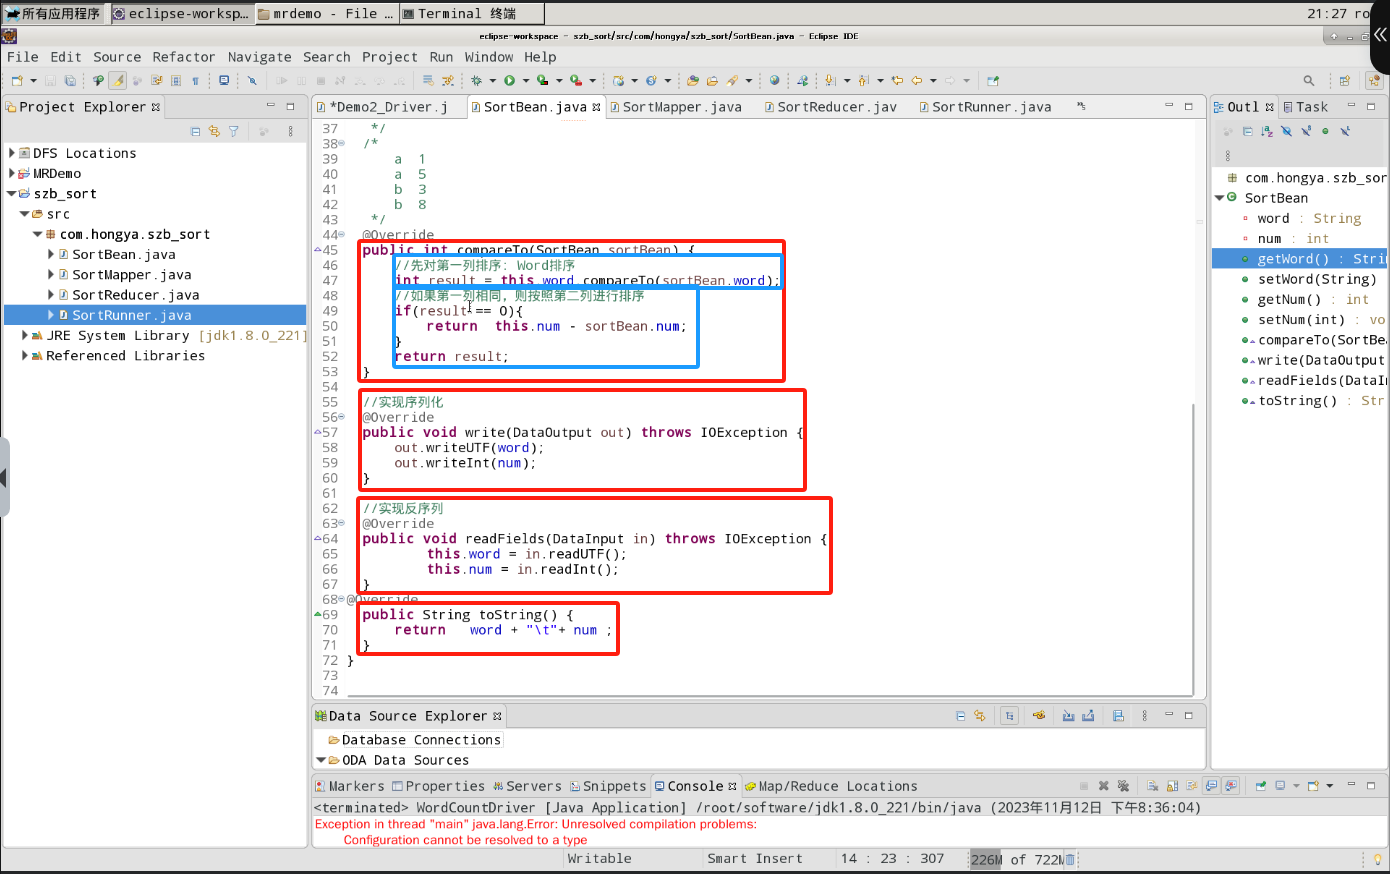 所有应用程序 eclipse-worksp... mrdemo - File ... Terminal 终端 21:27 ro
eclipse-workspace - szb_sort/src/com/hongya/szb_sort/SortBean.java - Eclipse IDE
File Edit Source Refactor Navigate Search Project Run Window Help
Project Explorer
DFS Locations
MRDemo
szb_sort
src
com.hongya.szb_sort
SortBean.java
SortMapper.java
SortReducer.java
SortRunner.java
JRE System Library [jdk1.8.0_221]
Referenced Libraries
*Demo2_Driver.j SortBean.java SortMapper.java SortReducer.jav SortRunner.java
37 */
38 /*
39 a 1
40 a 5
41 b 3
42 b 8
43 */
44 @Override
45 public int compareTo(SortBean sortBean) {
46 //先对第一列排序: Word排序
47 int result = this.word.compareTo(sortBean.word);
48 //如果第一列相同, 则按照第二列进行排序
49 if(result == 0){
50 return this.num - sortBean.num;
51 }
52 return result;
53 }
54
55 //实现序列化
56 @Override
57 public void write(DataOutput out) throws IOException {
58 out.writeUTF(word);
59 out.writeInt(num);
60 }
61
62 //实现反序列
63 @Override
64 public void readFields(DataInput in) throws IOException {
65 this.word = in.readUTF();
66 this.num = in.readInt();
67 }
68 @Override
69 public String toString() {
70 return word + "\t"+ num ;
71 }
72 }
73
74
Outl Task
com.hongya.szb_sor
SortBean
word : String
num : int
getWord() : Stri
setWord(String)
getNum() : int
setNum(int) : vo
compareTo(SortBe
write(DataOutput
readFields(DataI
toString() : Str
Data Source Explorer
Database Connections
ODA Data Sources
Markers Properties Servers Snippets Console Map/Reduce Locations
<terminated> WordCountDriver [Java Application] /root/software/jdk1.8.0_221/bin/java (2023年11月12日 下午8:36:04)
Exception in thread "main" java.lang.Error: Unresolved compilation problems:
Configuration cannot be resolved to a type
Writable Smart Insert 14 : 23 : 307 226M of 722M